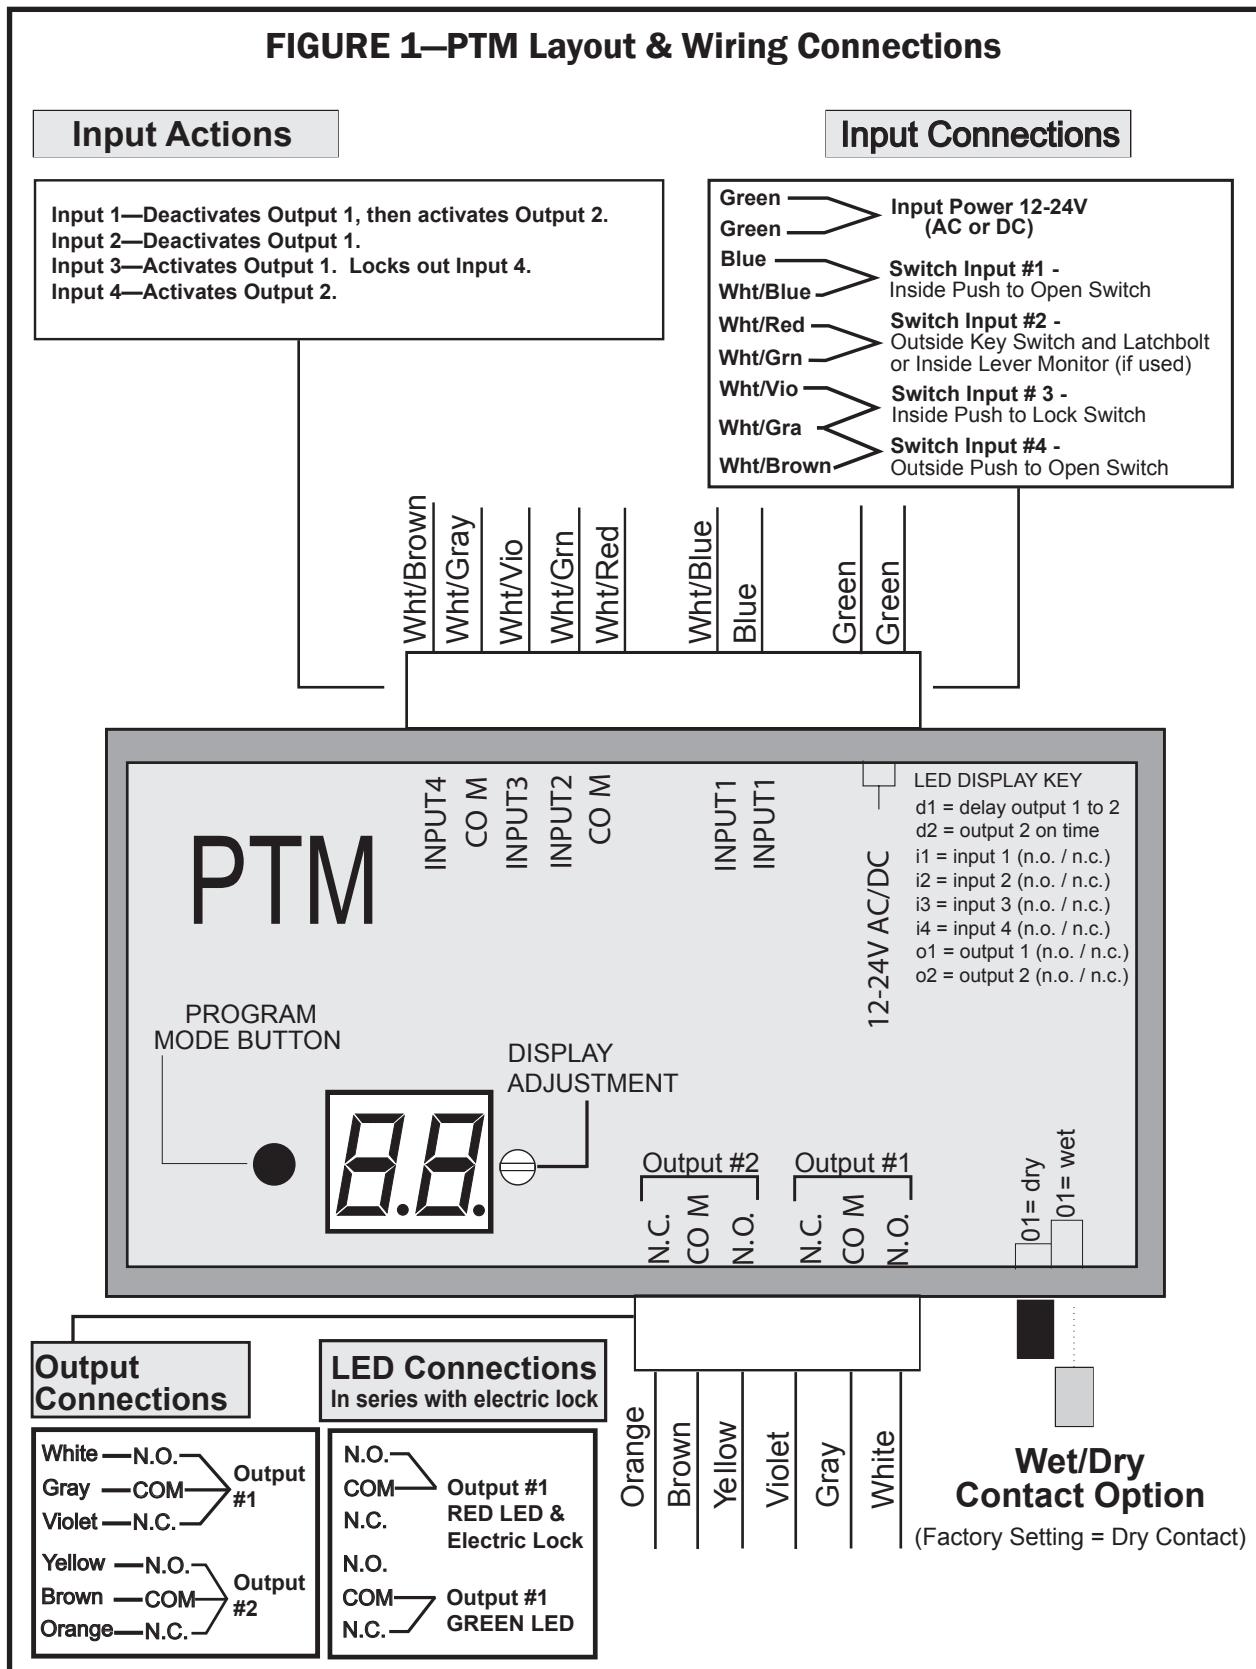 FIGURE 1—PTM Layout & Wiring Connections
Input Actions
Input 1—Deactivates Output 1, then activates Output 2.
Input 2—Deactivates Output 1.
Input 3—Activates Output 1.  Locks out Input 4.
Input 4—Activates Output 2.
Input Connections
Green
Green
Input Power 12-24V
(AC or DC)
Blue
Wht/Blue
Switch Input #1 -
Inside Push to Open Switch
Wht/Red
Wht/Grn
Switch Input #2 -
Outside Key Switch and Latchbolt
or Inside Lever Monitor (if used)
Wht/Vio
Wht/Gra
Wht/Brown
Switch Input # 3 -
Inside Push to Lock Switch
Switch Input #4 -
Outside Push to Open Switch
Wht/Brown
Wht/Gray
Wht/Vio
Wht/Grn
Wht/Red
Wht/Blue
Blue
Green
Green
PTM
INPUT4
CO M
INPUT3
INPUT2
CO M
INPUT1
INPUT1
12-24V AC/DC
LED DISPLAY KEY
d1 = delay output 1 to 2
d2 = output 2 on time
i1 = input 1 (n.o. / n.c.)
i2 = input 2 (n.o. / n.c.)
i3 = input 3 (n.o. / n.c.)
i4 = input 4 (n.o. / n.c.)
o1 = output 1 (n.o. / n.c.)
o2 = output 2 (n.o. / n.c.)
PROGRAM
MODE BUTTON
8.8.
DISPLAY
ADJUSTMENT
Output #2
N.C.
CO M
N.O.
Output #1
N.C.
CO M
N.O.
01= dry
01= wet
Output
Connections
White N.O.
Gray COM
Violet N.C.
Output
#1
Yellow N.O.
Brown COM
Orange N.C.
Output
#2
LED Connections
In series with electric lock
N.O.
COM
N.C.
Output #1
RED LED &
Electric Lock
N.O.
COM
N.C.
Output #1
GREEN LED
Orange
Brown
Yellow
Violet
Gray
White
Wet/Dry
Contact Option
(Factory Setting = Dry Contact)